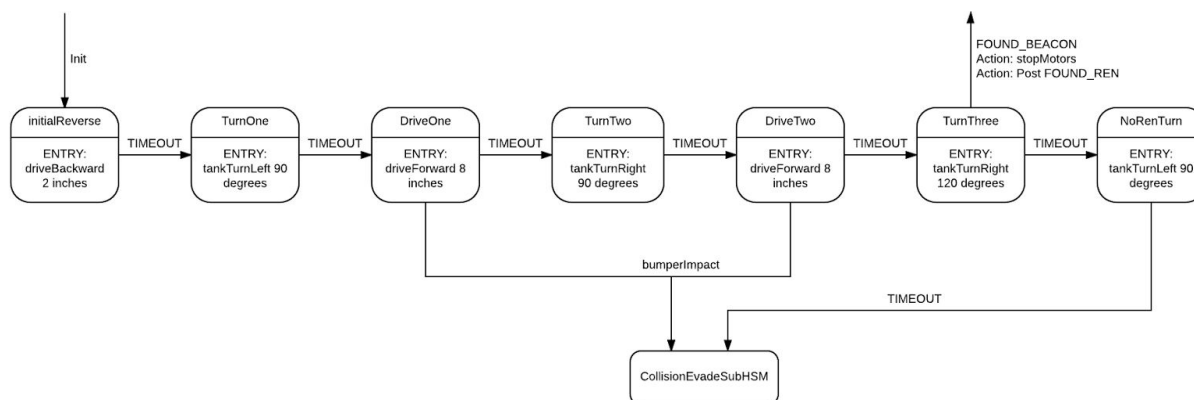 Init
FOUND_BEACON
Action: stopMotors
Action: Post FOUND_REN
initialReverse
ENTRY:
driveBackward
2 inches
TIMEOUT
TurnOne
ENTRY:
tankTurnLeft 90
degrees
TIMEOUT
DriveOne
ENTRY:
driveForward 8
inches
TIMEOUT
TurnTwo
ENTRY:
tankTurnRight
90 degrees
TIMEOUT
DriveTwo
ENTRY:
driveForward 8
inches
TIMEOUT
TurnThree
ENTRY:
tankTurnRight
120 degrees
TIMEOUT
NoRenTurn
ENTRY:
tankTurnLeft 90
degrees
bumperImpact
TIMEOUT
CollisionEvadeSubHSM